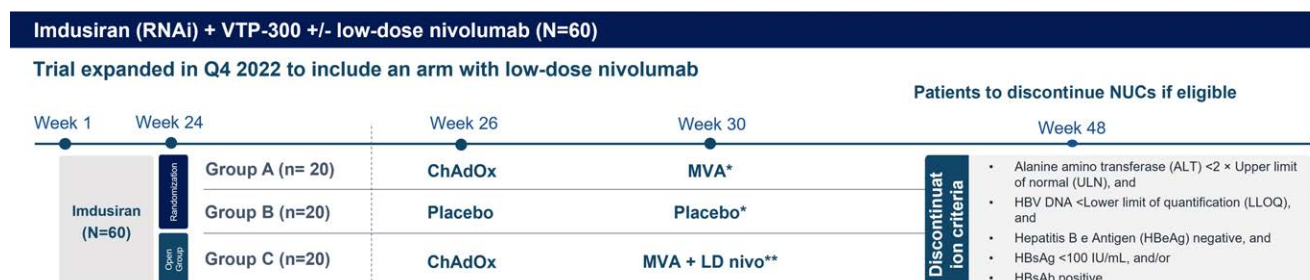 Imdusiran (RNAi) + VTP-300 +/- low-dose nivolumab (N=60)
Trial expanded in Q4 2022 to include an arm with low-dose nivolumab
Patients to discontinue NUCs if eligible
Week 1
Week 24
Week 26
Week 30
Week 48
Imdusiran
(N=60)
Randomization
Group A (n= 20)
ChAdOx
MVA*
Group B (n=20)
Placebo
Placebo*
Open
Group
Group C (n=20)
ChAdOx
MVA + LD nivo**
Discontinuat
ion criteria
• Alanine amino transferase (ALT) <2 × Upper limit
of normal (ULN), and
• HBV DNA <Lower limit of quantification (LLOQ),
and
• Hepatitis B e Antigen (HBeAg) negative, and
• HBsAg <100 IU/mL, and/or
• HBsAb positive